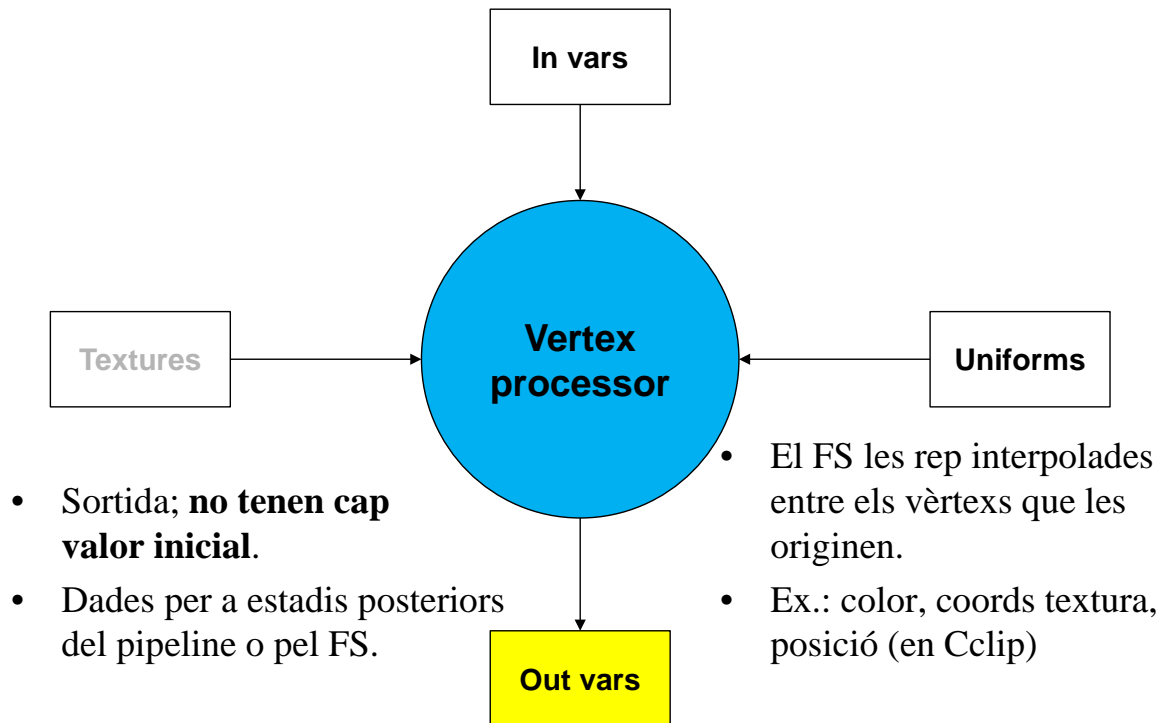 In vars
Textures
Vertex
processor
Uniforms
• Sortida; no tenen cap
valor inicial.
• Dades per a estadis posteriors
del pipeline o pel FS.
• El FS les rep interpolades
entre els vèrtexs que les
originen.
• Ex.: color, coords textura,
posició (en Cclip)
Out vars